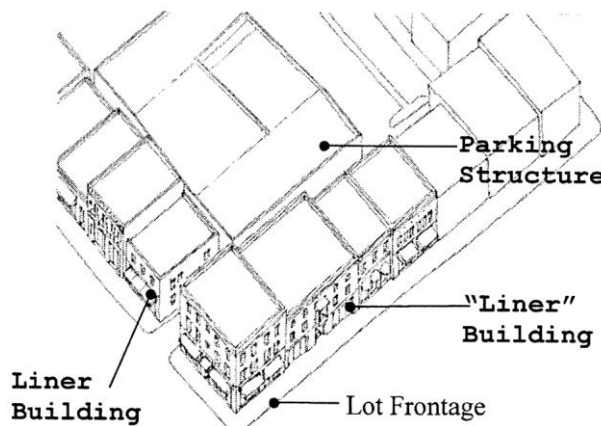 Parking
Structure
“Liner”
Building
Liner
Building
Lot Frontage